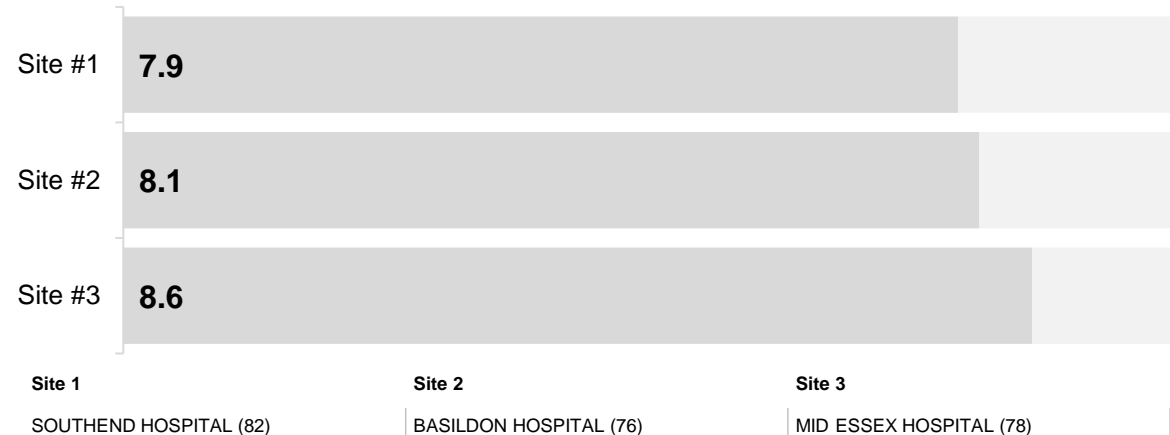 Site #1 7.9
Site #2 8.1
Site #3 8.6
Site 1 Site 2 Site 3
SOUTHEND HOSPITAL (82) BASILDON HOSPITAL (76) MID ESSEX HOSPITAL (78)